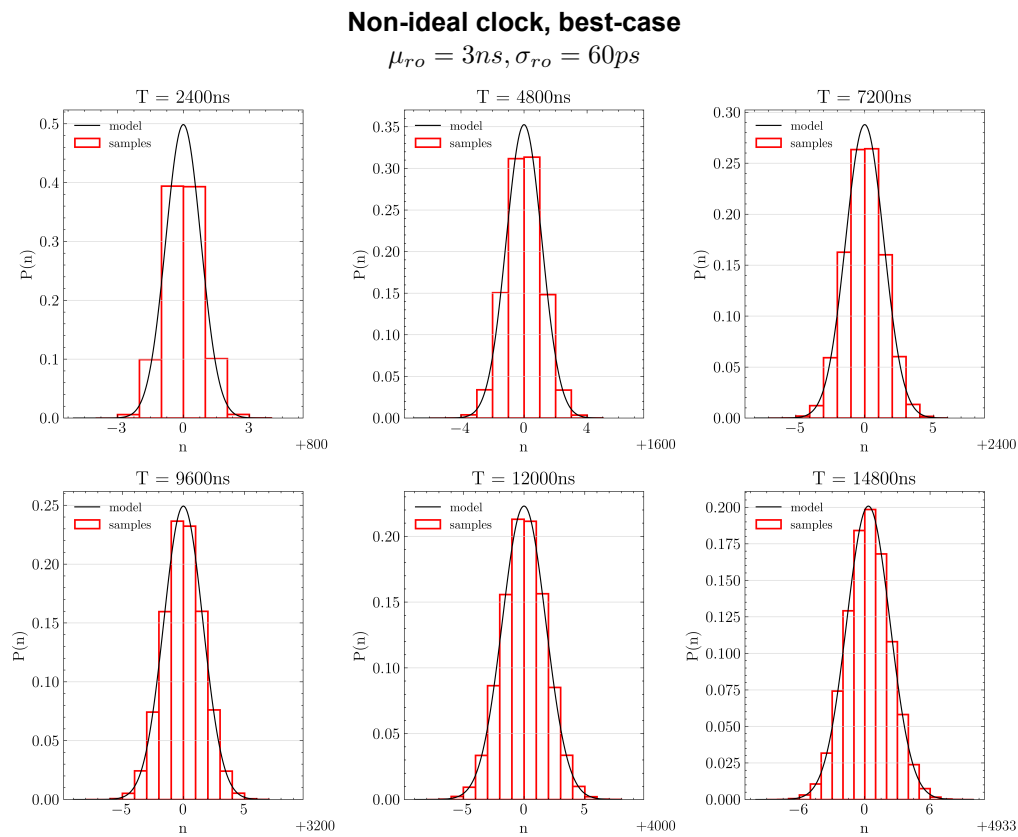 Non-ideal clock, best-case
μ_ro = 3ns, σ_ro = 60ps
T = 2400ns
model
samples
P(n)
0.5
0.4
0.3
0.2
0.1
0.0
−3 0 3
n
+800
T = 4800ns
model
samples
P(n)
0.35
0.30
0.25
0.20
0.15
0.10
0.05
0.00
−4 0 4
n
+1600
T = 7200ns
model
samples
P(n)
0.30
0.25
0.20
0.15
0.10
0.05
0.00
−5 0 5
n
+2400
T = 9600ns
model
samples
P(n)
0.25
0.20
0.15
0.10
0.05
0.00
−5 0 5
n
+3200
T = 12000ns
model
samples
P(n)
0.20
0.15
0.10
0.05
0.00
−5 0 5
n
+4000
T = 14800ns
model
samples
P(n)
0.200
0.175
0.150
0.125
0.100
0.075
0.050
0.025
0.000
−6 0 6
n
+4933